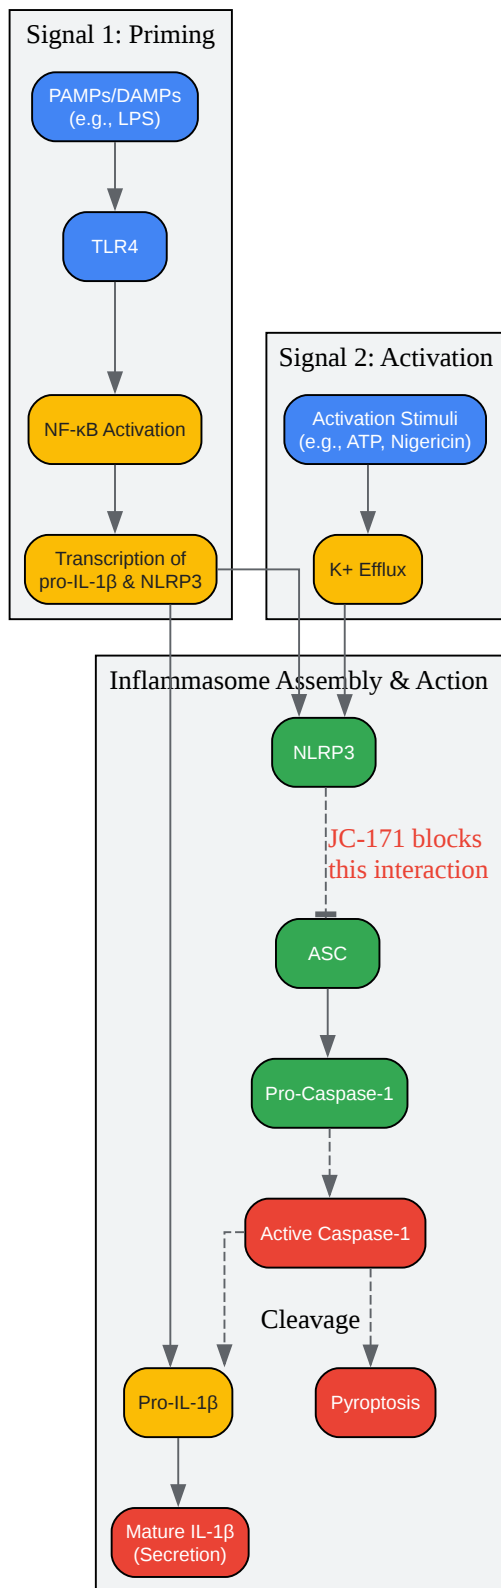 Signal 1: Priming
PAMPs/DAMPs
(e.g., LPS)
TLR4
NF-κB Activation
Transcription of
pro-IL-1β & NLRP3
Signal 2: Activation
Activation Stimuli
(e.g., ATP, Nigericin)
K+ Efflux
Inflammasome Assembly & Action
NLRP3
JC-171 blocks
this interaction
ASC
Pro-Caspase-1
Active Caspase-1
Cleavage
Pro-IL-1β
Pyroptosis
Mature IL-1β
(Secretion)